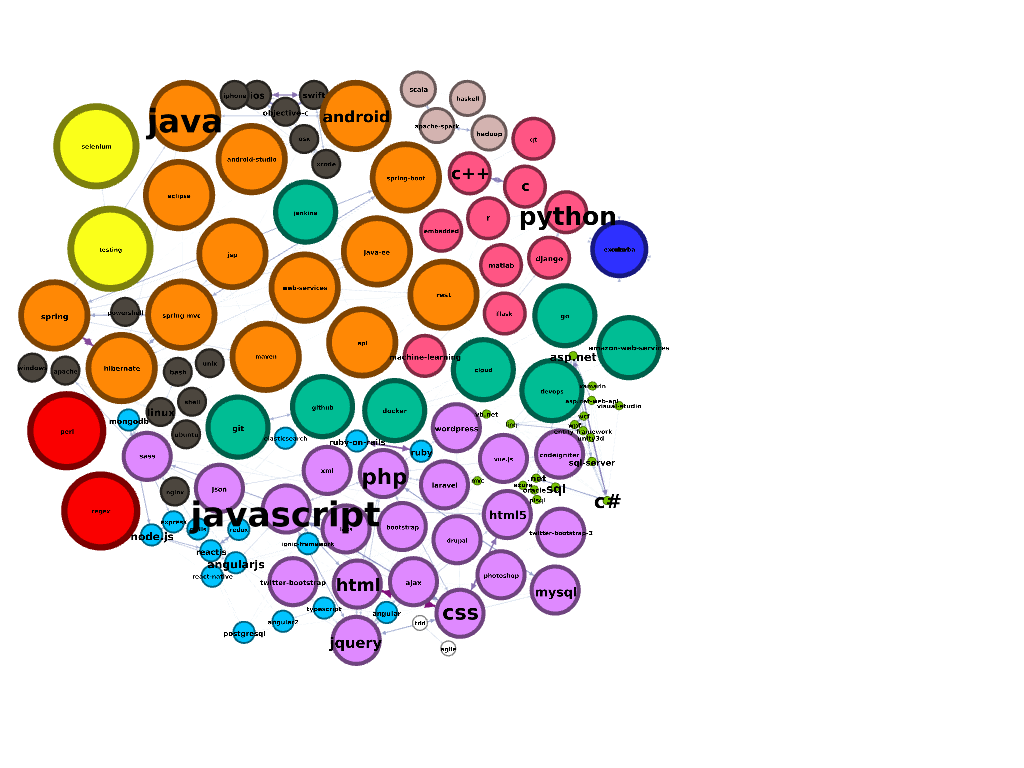 scala
iphone
ios
swift
haskell
java
objective-c
android
apache-spark
hadoop
osx
qt
selenium
android-studio
xcode
c++
spring-boot
c
eclipse
jenkins
python
r
embedded
testing
jsp
java-ee
django
matlab
web-services
rest
spring
powershell
spring-mvc
flask
go
api
amazon-web-services
maven
machine-learning
asp.net
windows
apache
hibernate
bash
unix
cloud
devops
xamarin
shell
asp.net-web-api
visual-studio
github
docker
linux
vb.net
wcf
mongodb
linq
wpf
perl
git
wordpress
entity-framework
ubuntu
elasticsearch
unity3d
ruby-on-rails
ruby
codeigniter
sass
vue.js
sql-server
xml
php
mvc
.net
json
laravel
azure
sql
nginx
oracle
plsql
c#
regex
javascript
html5
express
redux
bootstrap
twitter-bootstrap-3
node.js
drupal
ionic-framework
reactjs
angularjs
react-native
photoshop
twitter-bootstrap
html
ajax
mysql
typescript
angular
css
angular2
tdd
postgresql
jquery
agile